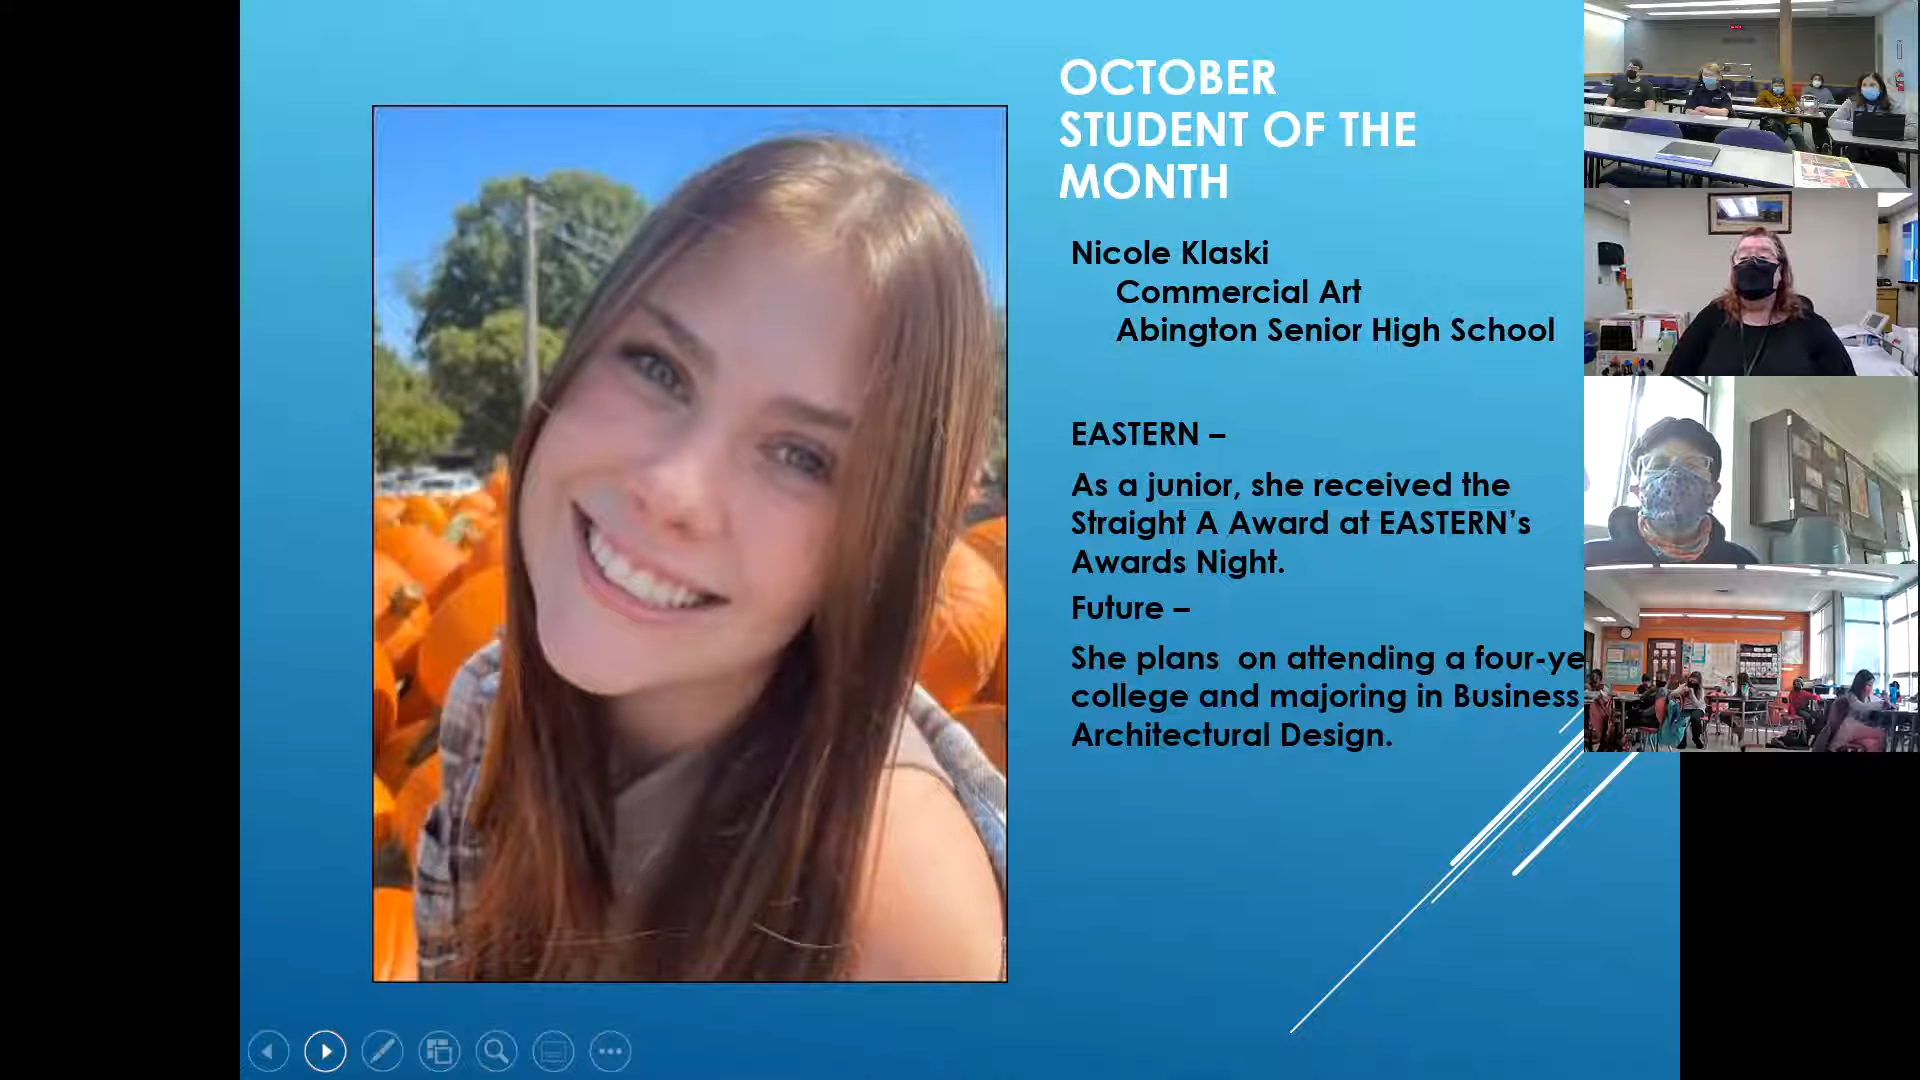 OCTOBER
STUDENT OF THE
MONTH
Nicole Klaski
Commercial Art
Abington Senior High School
EASTERN –
As a junior, she received the
Straight A Award at EASTERN’s
Awards Night.
Future –
She plans  on attending a four-ye
college and majoring in Business
Architectural Design.